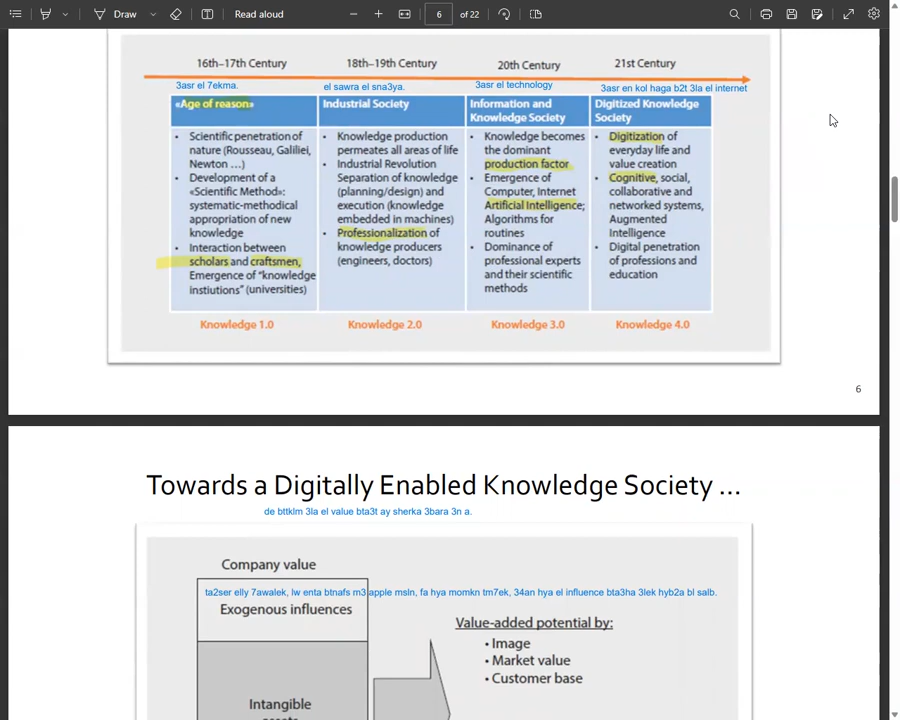 Draw
Read aloud
6
of 22
16th–17th Century
18th–19th Century
20th Century
21st Century
3asr el 7ekma.
el sawra el sna3ya.
3asr el technology
3asr en kol haga b2t 3la el internet
«Age of reason»
Industrial Society
Information and
Knowledge Society
Digitized Knowledge
Society
• Scientific penetration of
nature (Rousseau, Galiliei,
Newton ...)
• Development of a
«Scientific Method»:
systematic-methodical
appropriation of new
knowledge
• Interaction between
scholars and craftsmen,
Emergence of "knowledge
instiutions" (universities)
• Knowledge production
permeates all areas of life
• Industrial Revolution
Separation of knowledge
(planning/design) and
execution (knowledge
embedded in machines)
• Professionalization of
knowledge producers
(engineers, doctors)
• Knowledge becomes
the dominant
production factor
• Emergence of
Computer, Internet
Artificial Intelligence;
Algorithms for
routines
• Dominance of
professional experts
and their scientific
methods
• Digitization of
everyday life and
value creation
• Cognitive, social,
collaborative and
networked systems,
Augmented
Intelligence
• Digital penetration
of professions and
education
Knowledge 1.0
Knowledge 2.0
Knowledge 3.0
Knowledge 4.0
6
Towards a Digitally Enabled Knowledge Society ...
de bttklm 3la el value bta3t ay sherka 3bara 3n a.
Company value
ta2ser elly 7awalek, lw enta btnafs m3 apple msln, fa hya momkn tm7ek, 34an hya el influence bta3ha 3lek hyb2a bl salb.
Exogenous influences
Value-added potential by:
• Image
• Market value
• Customer base
Intangible
assets